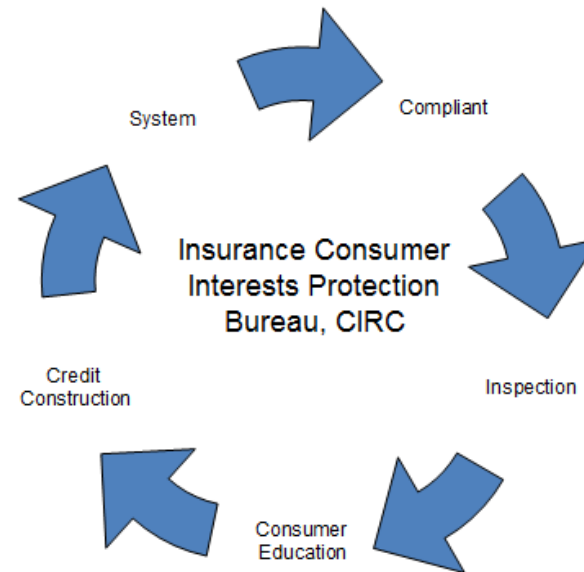 System
Compliant
Insurance Consumer
Interests Protection
Bureau, CIRC
Inspection
Credit
Construction
Consumer
Education